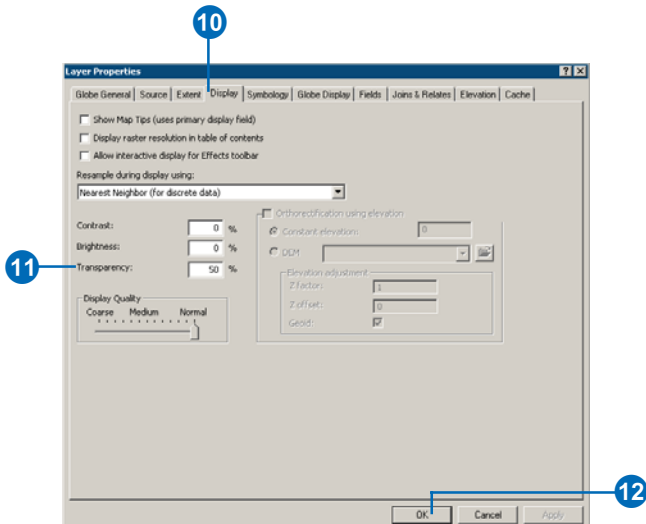 10
Layer Properties
Globe General Source Extent Display Symbology Globe Display Fields Joins & Relates Elevation Cache
Show Map Tips (uses primary display field)
Display raster resolution in table of contents
Allow interactive display for Effects toolbar
Resample during display using:
Nearest Neighbor (for discrete data)
Orthorectification using elevation
Contrast: 0 %
Constant elevation: 0
Brightness: 0 %
DEM
11
Transparency: 50 %
Elevation adjustment
Z factor: 1
Display Quality
Coarse Medium Normal
Z offset: 0
Geoid:
12
OK Cancel Apply